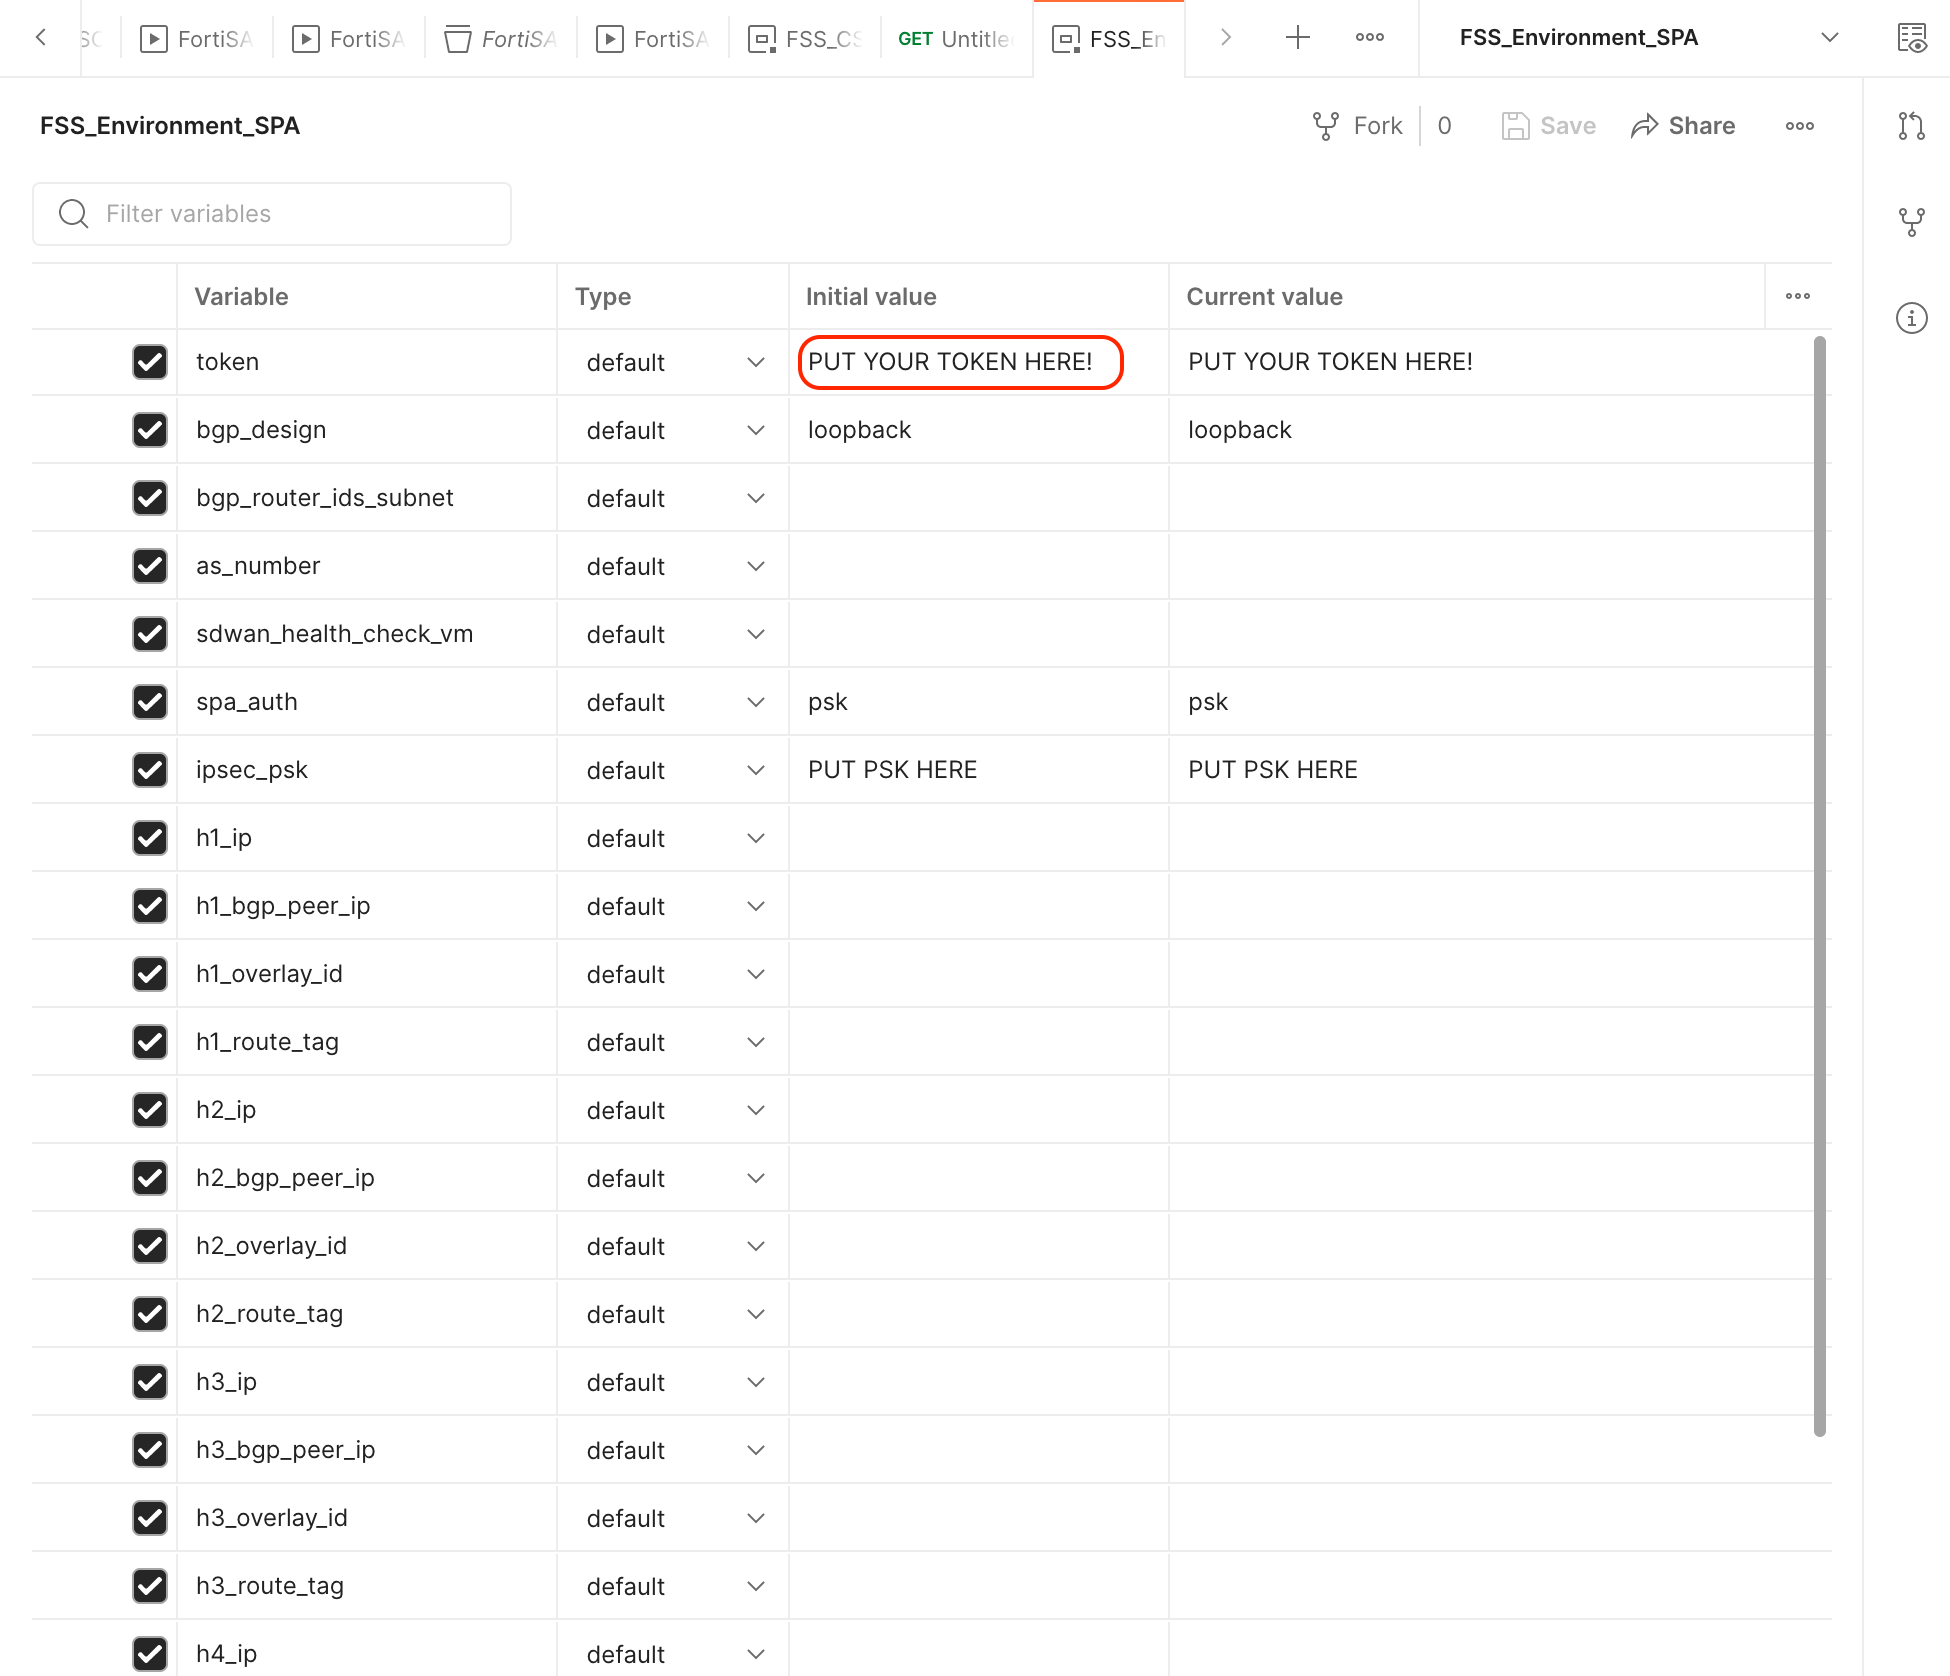 FortiSA FortiSA FortiSA FortiSA FSS_CS GET Untitle FSS_En FSS_Environment_SPA
FSS_Environment_SPA Fork 0 Save Share
Filter variables
Variable Type Initial value Current value
token default PUT YOUR TOKEN HERE! PUT YOUR TOKEN HERE!
bgp_design default loopback loopback
bgp_router_ids_subnet default
as_number default
sdwan_health_check_vm default
spa_auth default psk psk
ipsec_psk default PUT PSK HERE PUT PSK HERE
h1_ip default
h1_bgp_peer_ip default
h1_overlay_id default
h1_route_tag default
h2_ip default
h2_bgp_peer_ip default
h2_overlay_id default
h2_route_tag default
h3_ip default
h3_bgp_peer_ip default
h3_overlay_id default
h3_route_tag default
h4_ip default